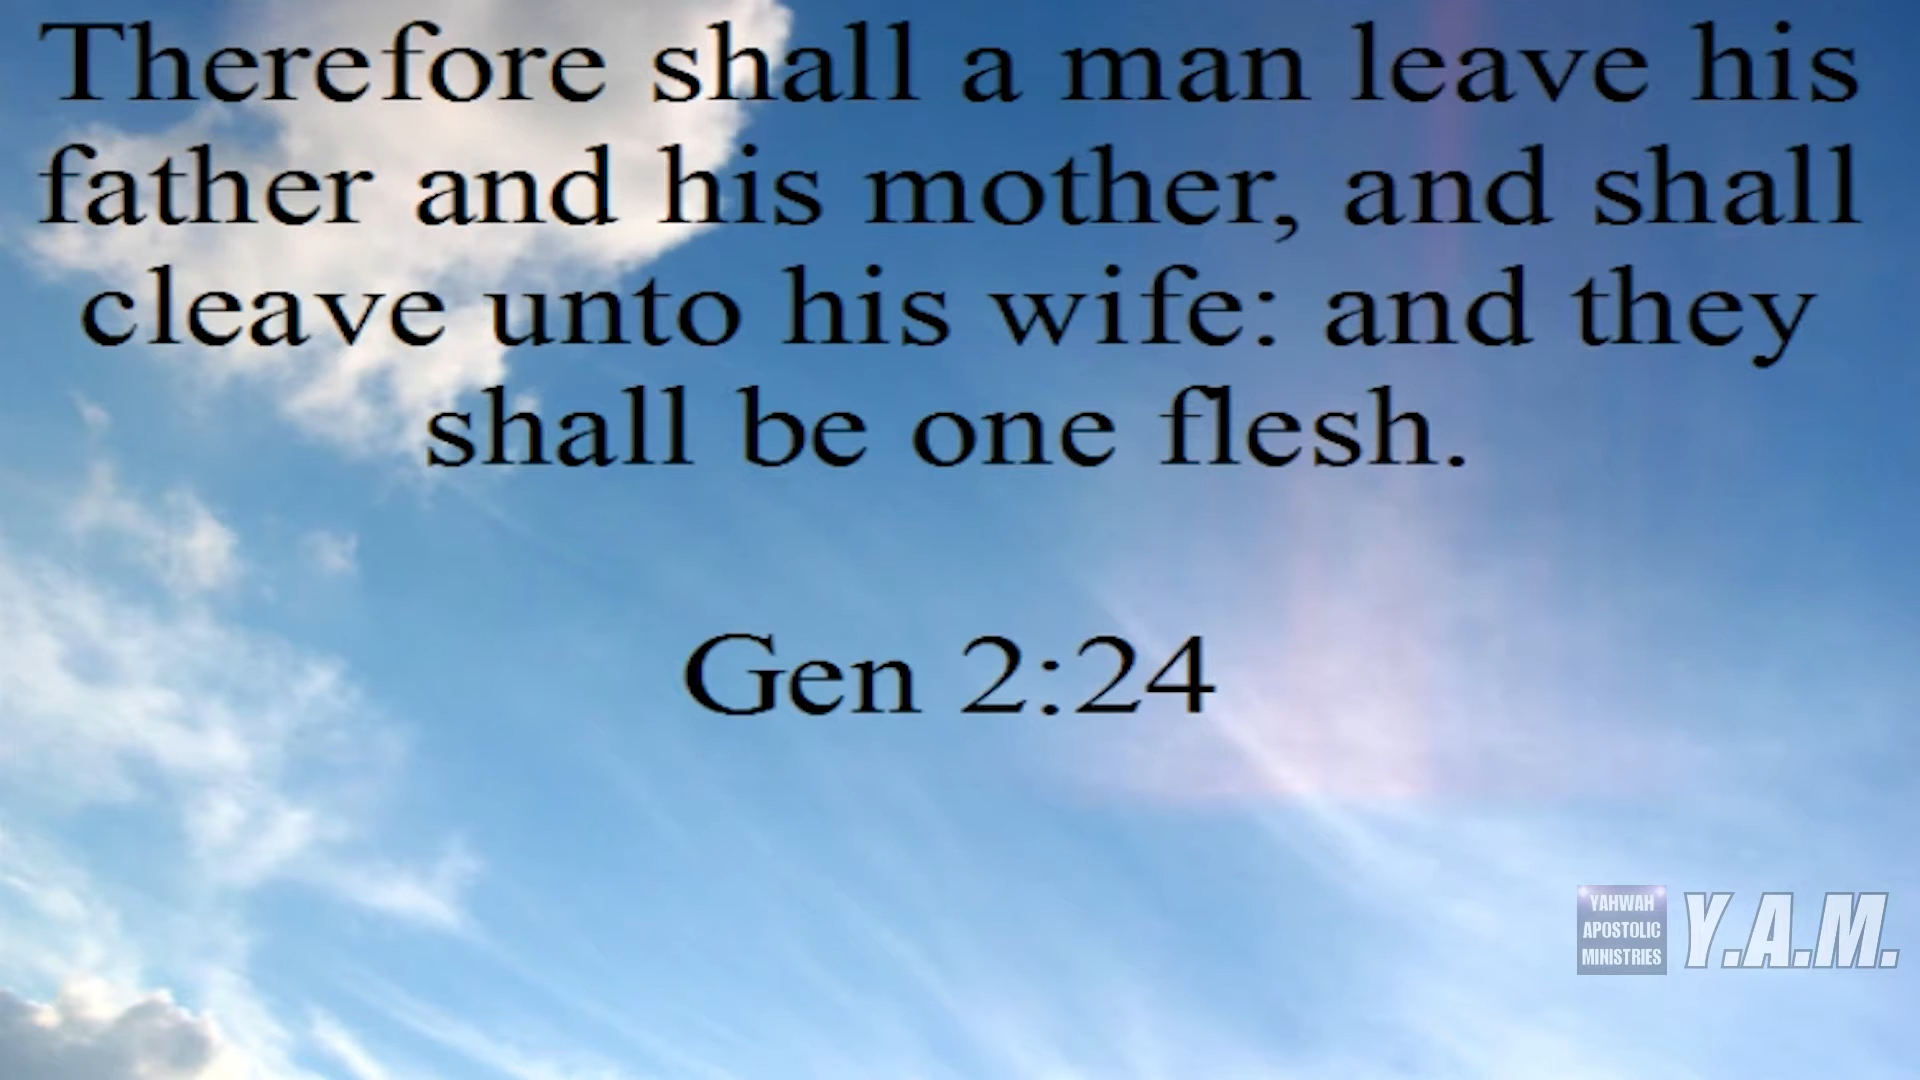 Therefore shall a man leave his
father and his mother, and shall
cleave unto his wife: and they
shall be one flesh.
Gen 2:24
YAHWAH
APOSTOLIC
MINISTRIES
Y.A.M.